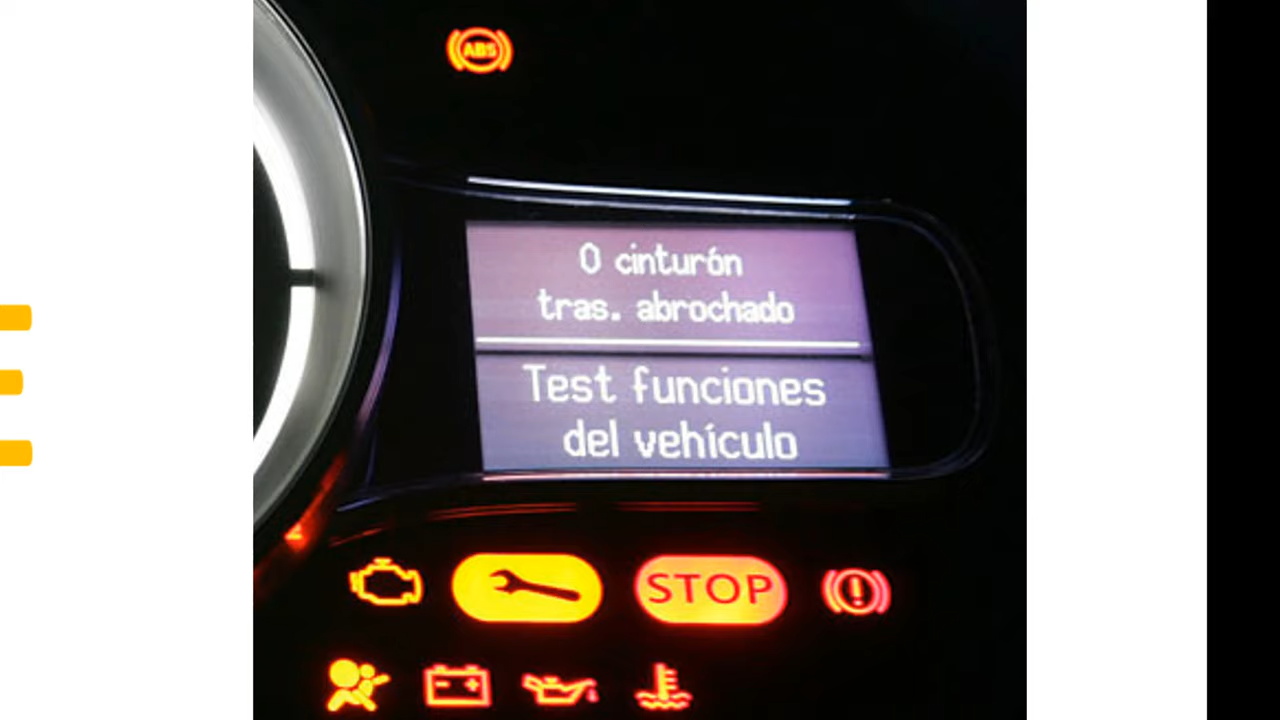 ABS
0 cinturón
tras. abrochado
Test funciones
del vehículo
STOP